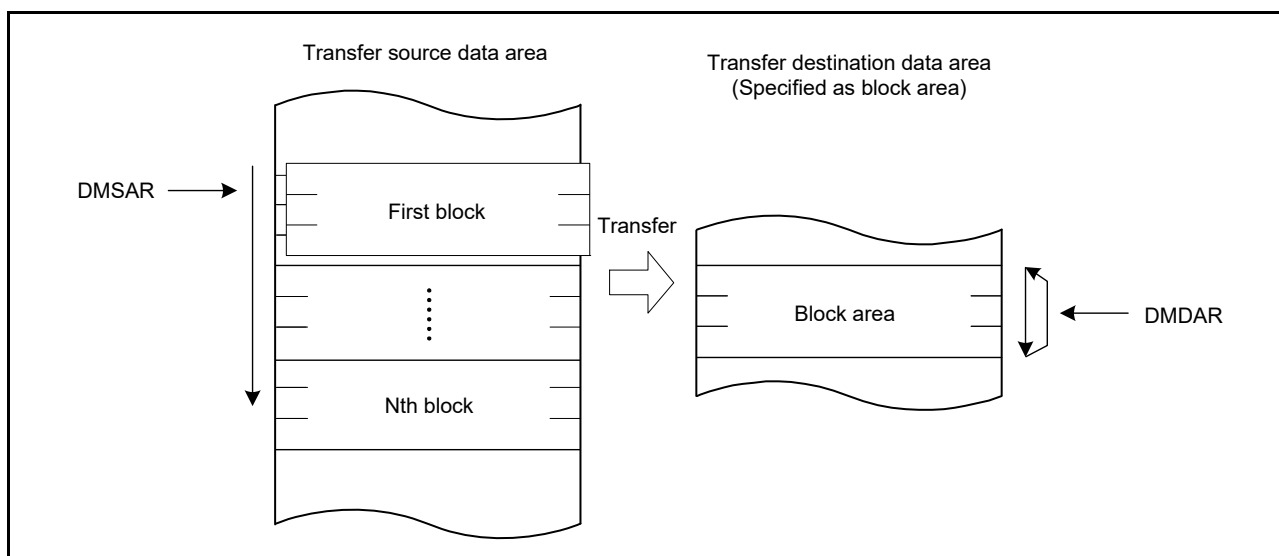 Transfer source data area
Transfer destination data area
(Specified as block area)
DMSAR
First block
Transfer
Block area
DMDAR
Nth block